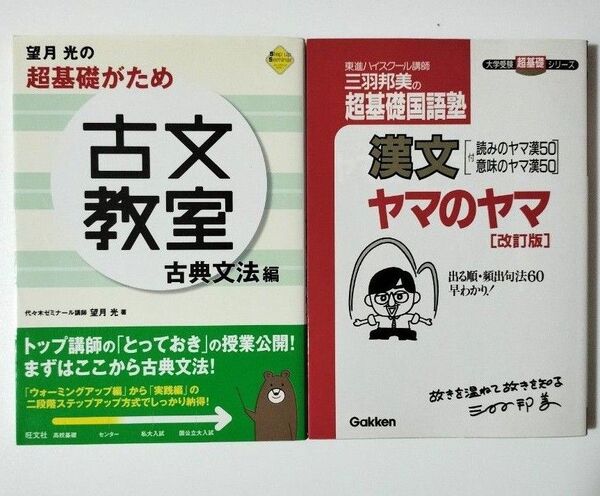 望月 光の
超基礎がため
古文
教室
古典文法編
代々木ゼミナール講師 望月 光 著
トップ講師の「とっておき」の授業公開!
まずはここから古典文法!
「ウォーミングアップ編」から「実践編」の
二段階ステップアップ方式でしっかり納得!
旺文社 高校基礎 センター 私大入試 国公立大入試
大学受験 超基礎 シリーズ
東進ハイスクール講師
三羽邦美の
超基礎国語塾
漢文
付
読みのヤマ漢50
意味のヤマ漢50
ヤマのヤマ
[改訂版]
出る順・頻出句法60
早わかり!
故きを温ねて故きを知る
三羽邦美
Gakken